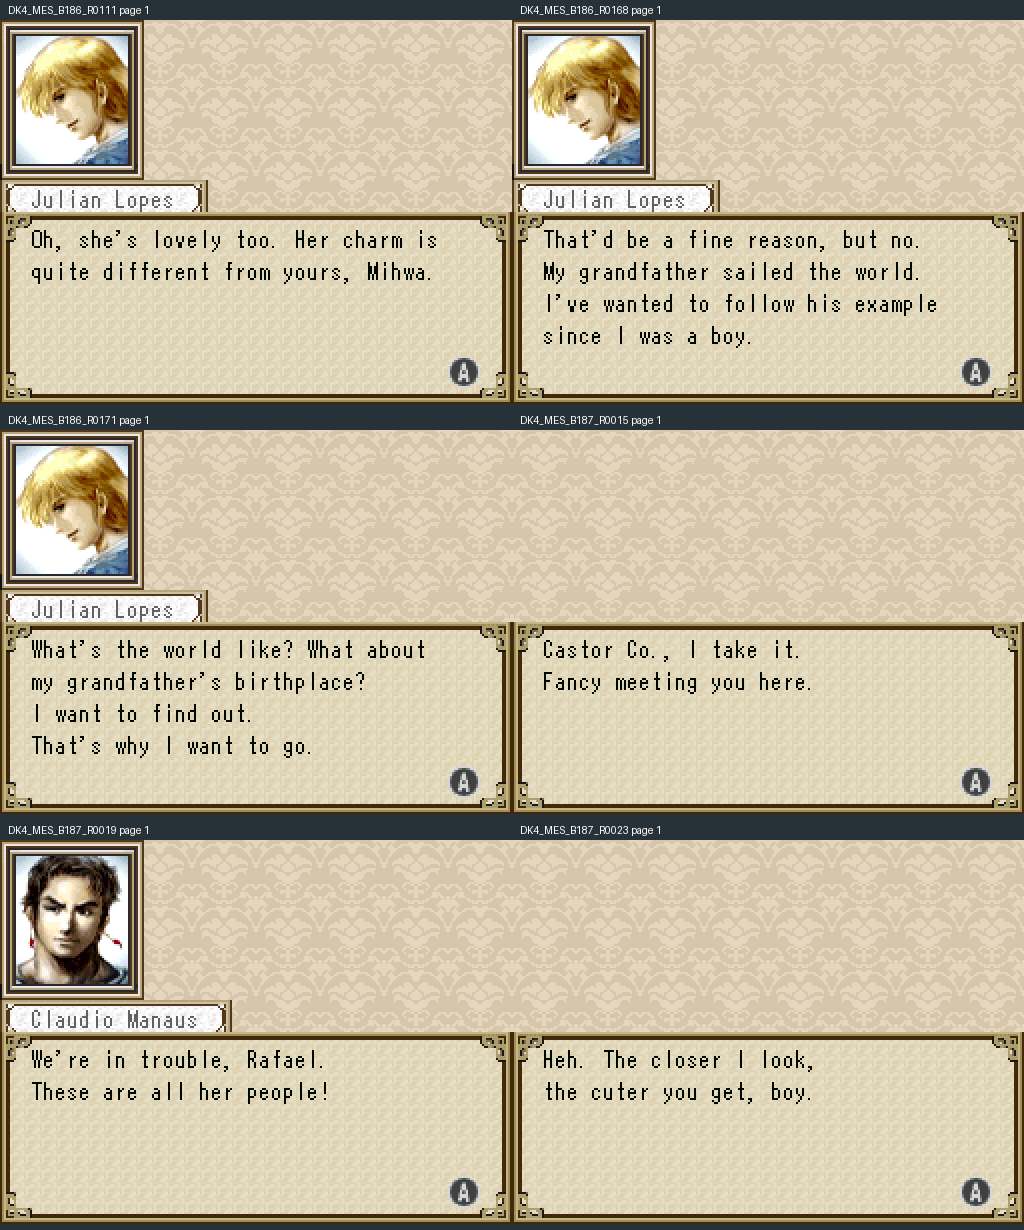 DK4_MES_B186_R0111 page 1
Julian Lopes
Oh, she's lovely too. Her charm is
quite different from yours, Mihwa.
A
DK4_MES_B186_R0168 page 1
Julian Lopes
That'd be a fine reason, but no.
My grandfather sailed the world.
I've wanted to follow his example
since I was a boy.
A
DK4_MES_B186_R0171 page 1
Julian Lopes
What's the world like? What about
my grandfather's birthplace?
I want to find out.
That's why I want to go.
A
DK4_MES_B187_R0015 page 1
Castor Co., I take it.
Fancy meeting you here.
A
DK4_MES_B187_R0019 page 1
Claudio Manaus
We're in trouble, Rafael.
These are all her people!
A
DK4_MES_B187_R0023 page 1
Heh. The closer I look,
the cuter you get, boy.
A